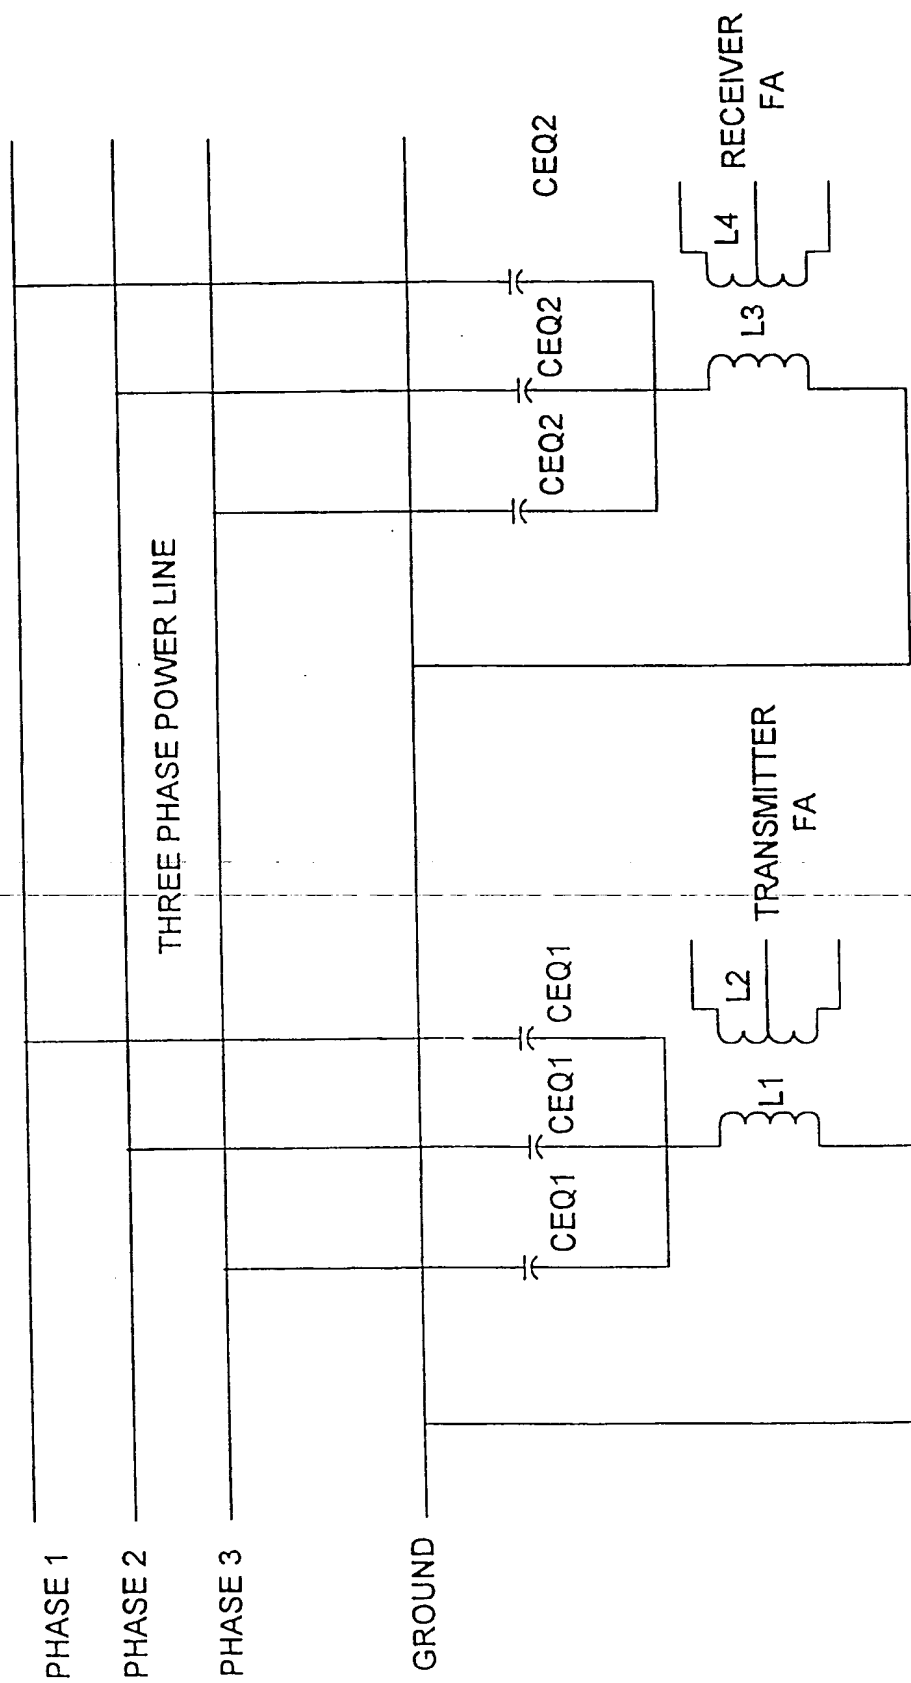 PHASE 1
PHASE 2
PHASE 3
GROUND
THREE PHASE POWER LINE
CEQ1
CEQ1
CEQ1
L1
L2
TRANSMITTER
FA
CEQ2
CEQ2
CEQ2
L3
L4
RECEIVER
FA